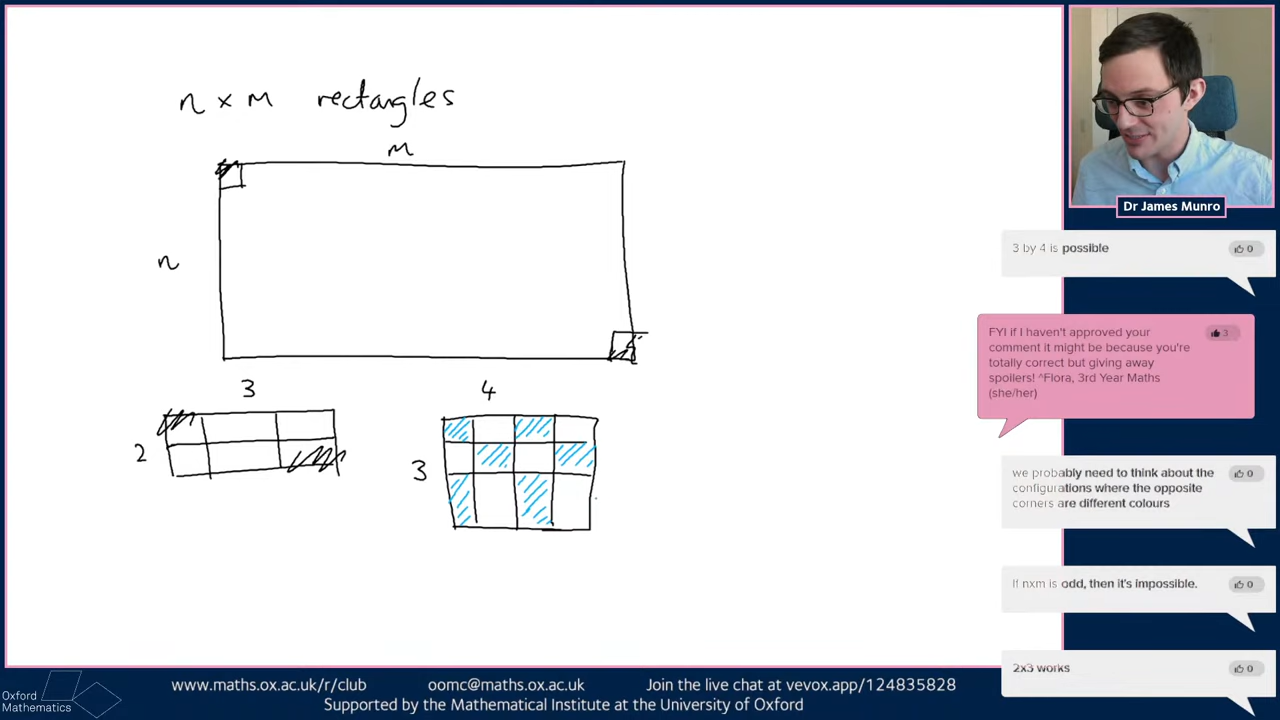 n x m rectangles
m
n
3
2
4
3
Dr James Munro
3 by 4 is possible
0
FYI if I haven't approved your
comment it might be because you're
totally correct but giving away
spoilers! ^Flora, 3rd Year Maths
(she/her)
3
we probably need to think about the
configurations where the opposite
corners are different colours
0
If nxm is odd, then it's impossible.
0
2x3 works
0
Oxford
Mathematics
www.maths.ox.ac.uk/r/club oomc@maths.ox.ac.uk Join the live chat at vevox.app/124835828
Supported by the Mathematical Institute at the University of Oxford